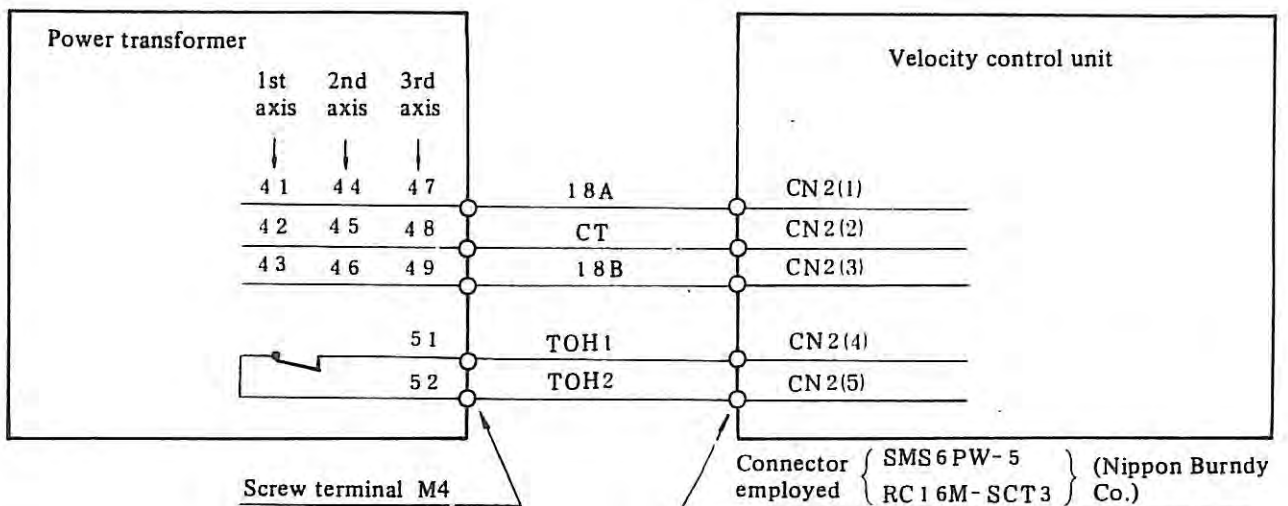 Power transformer
Velocity control unit
1st axis 2nd axis 3rd axis
41 44 47 18A CN2(1)
42 45 48 CT CN2(2)
43 46 49 18B CN2(3)
51 TOH1 CN2(4)
52 TOH2 CN2(5)
Screw terminal M4
Connector employed { SMS6PW-5 RC16M-SCT3 } (Nippon Burndy Co.)